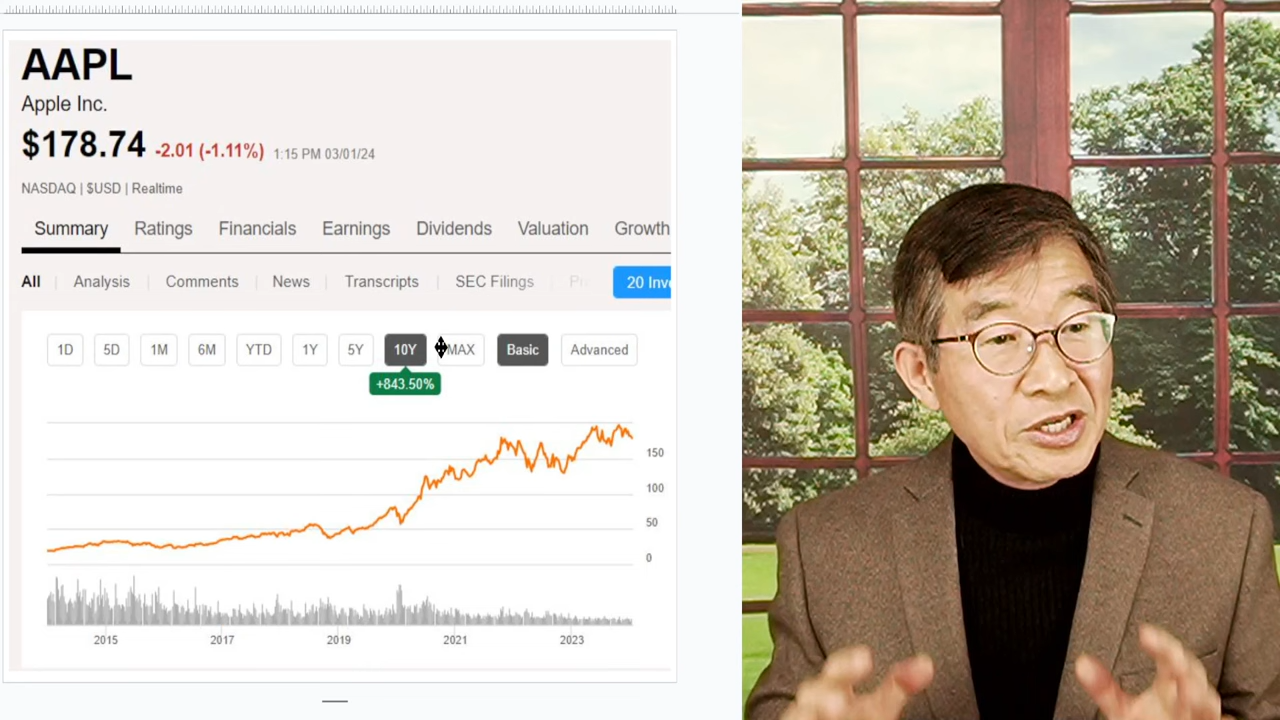 AAPL
Apple Inc.
$178.74 -2.01 (-1.11%) 1:15 PM 03/01/24
NASDAQ | $USD | Realtime
Summary Ratings Financials Earnings Dividends Valuation Growth
All Analysis Comments News Transcripts SEC Filings 20
1D 5D 1M 6M YTD 1Y 5Y 10Y MAX Basic Advanced
+843.50%
150
100
50
0
2015 2017 2019 2021 2023